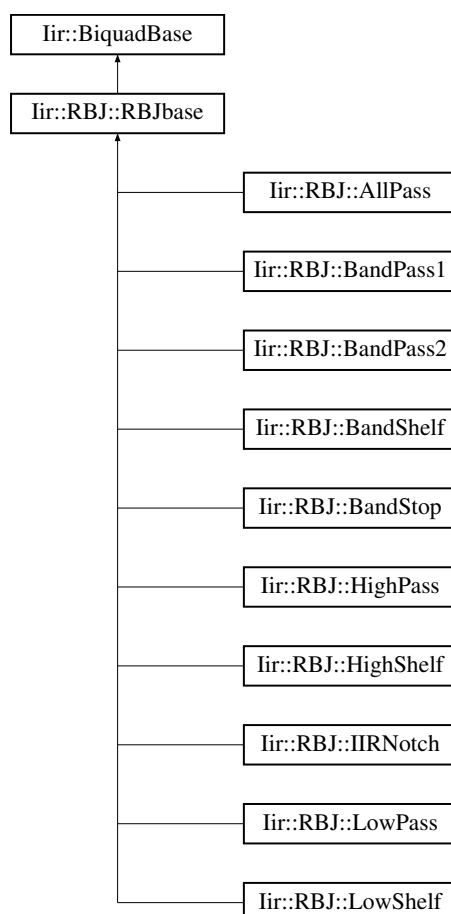 Iir::BiquadBase
Iir::RBJ::RBJbase
Iir::RBJ::AllPass
Iir::RBJ::BandPass1
Iir::RBJ::BandPass2
Iir::RBJ::BandShelf
Iir::RBJ::BandStop
Iir::RBJ::HighPass
Iir::RBJ::HighShelf
Iir::RBJ::IIRNotch
Iir::RBJ::LowPass
Iir::RBJ::LowShelf